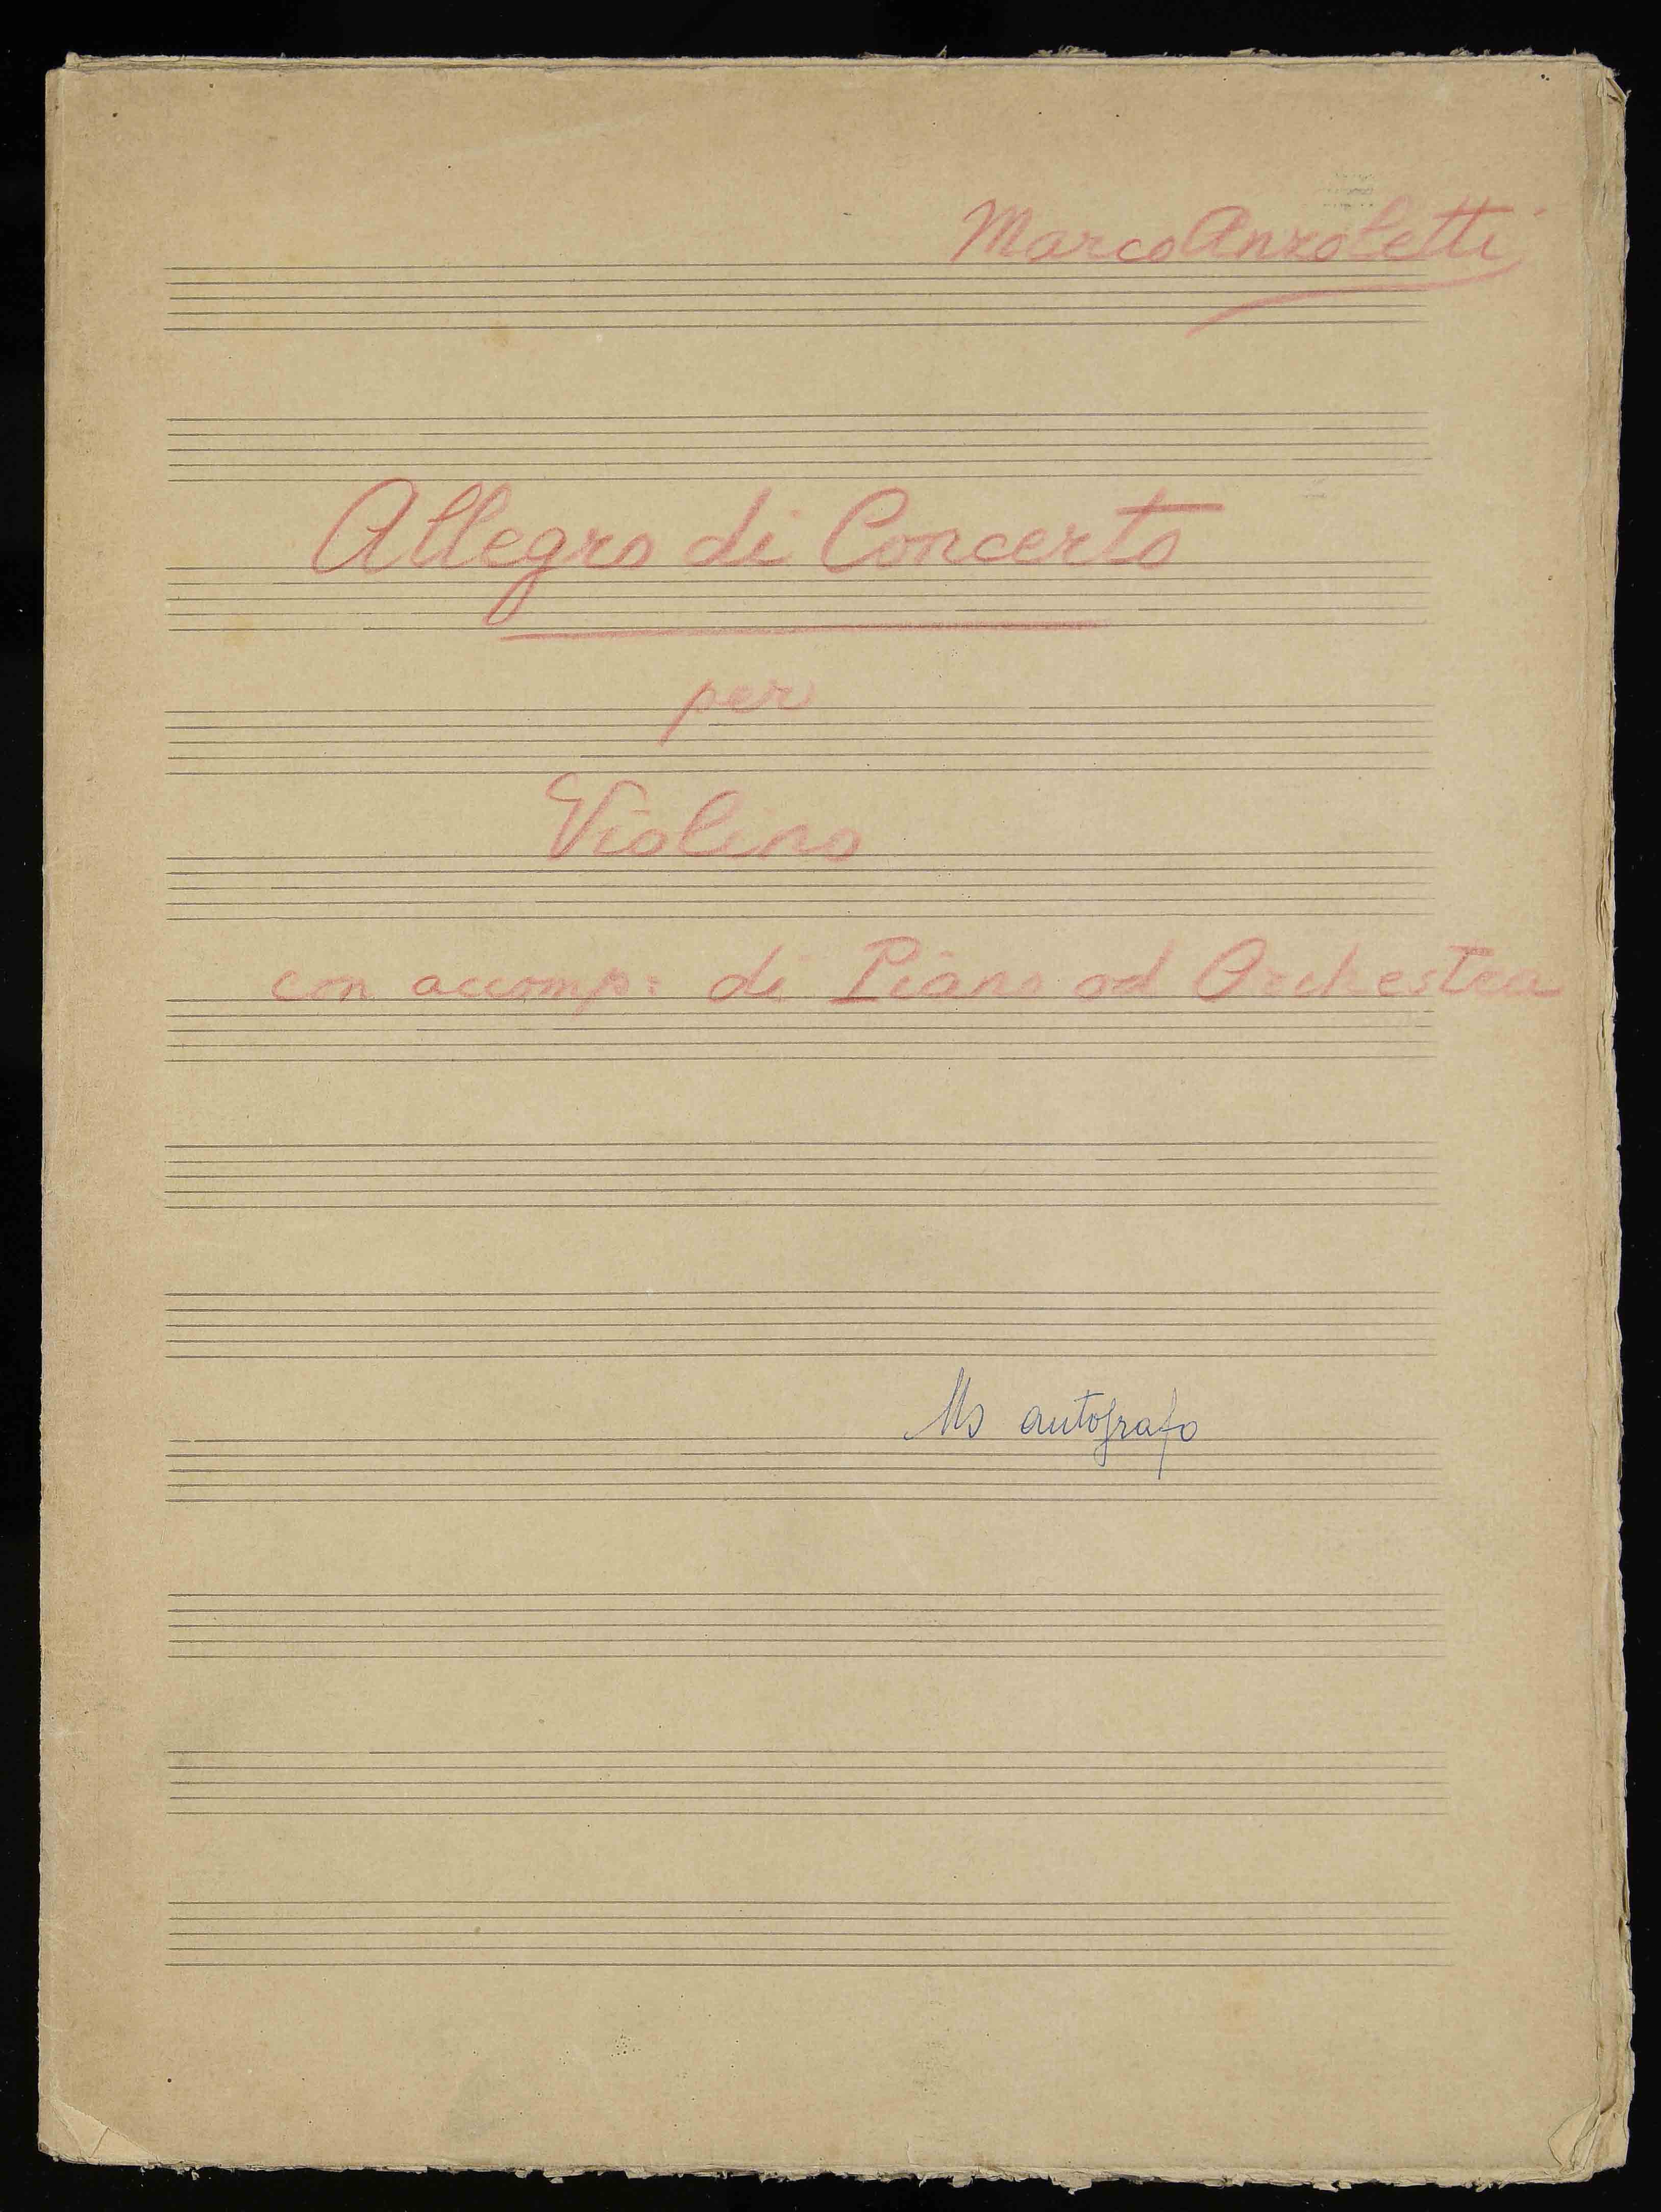 Marco Anzoletti
Allegro di Concerto
per
Violino
con accomp: di Piano od Orchestra
Ms autografo